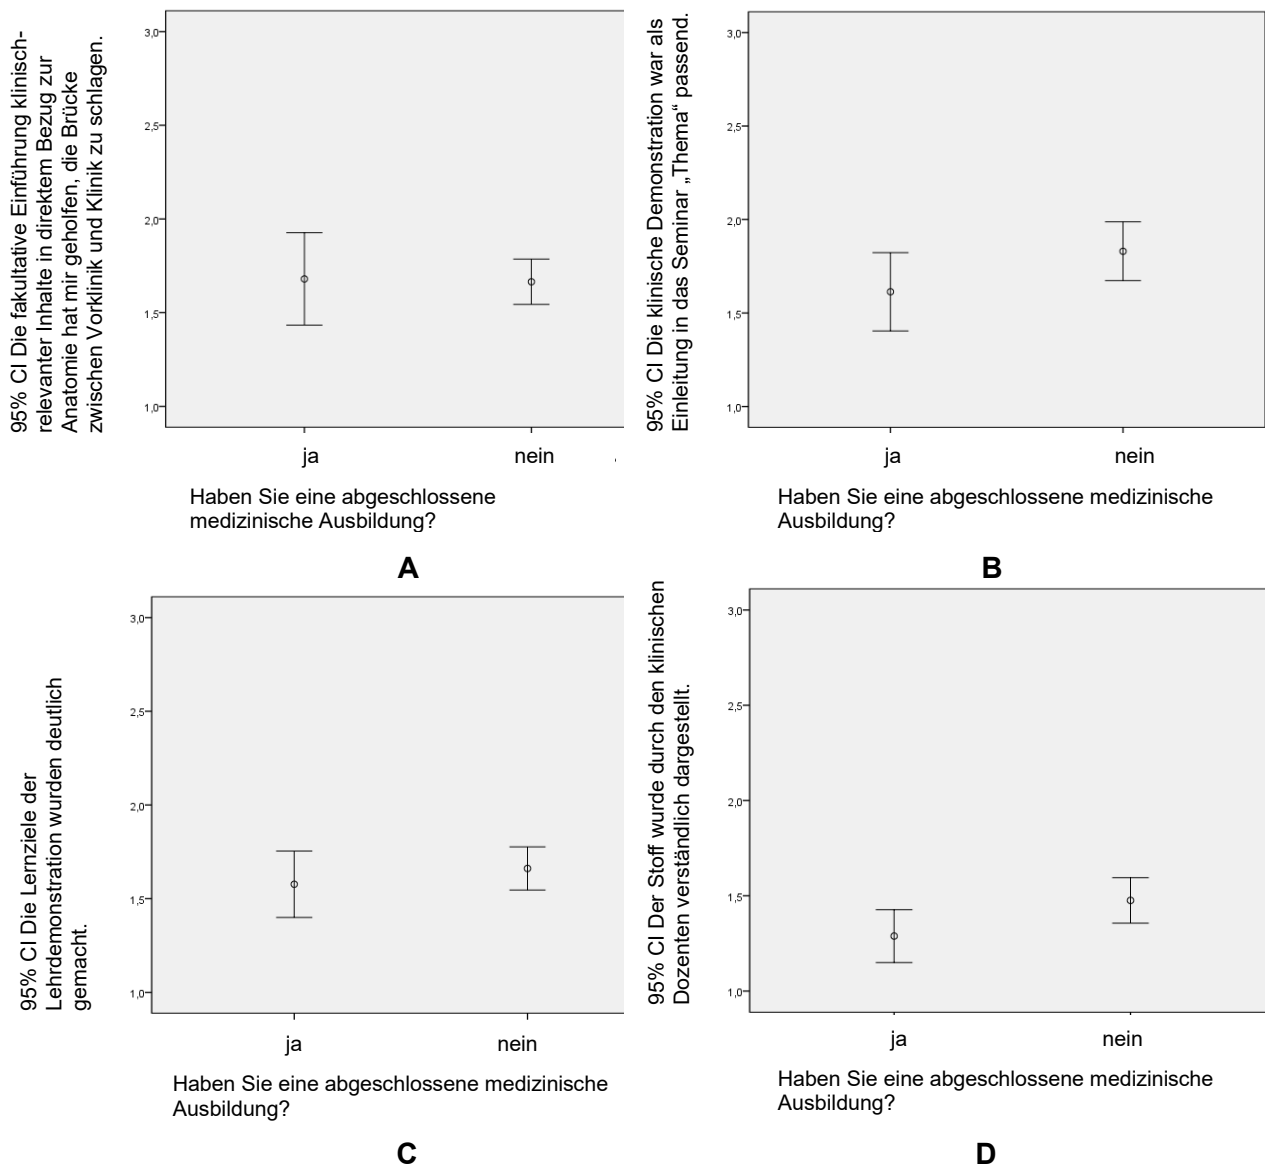 95% CI Die fakultative Einführung klinisch-
relevanter Inhalte in direktem Bezug zur
Anatomie hat mir geholfen, die Brücke
zwischen Vorklinik und Klinik zu schlagen.
3,0
2,5
2,0
1,5
1,0
ja
nein
Haben Sie eine abgeschlossene
medizinische Ausbildung?
A
95% CI Die klinische Demonstration war als
Einleitung in das Seminar „Thema“ passend.
3,0
2,5
2,0
1,5
1,0
ja
nein
Haben Sie eine abgeschlossene medizinische
Ausbildung?
B
95% CI Die Lernziele der
Lehrdemonstration wurden deutlich
gemacht.
3,0
2,5
2,0
1,5
1,0
ja
nein
Haben Sie eine abgeschlossene medizinische
Ausbildung?
C
95% CI Der Stoff wurde durch den klinischen
Dozenten verständlich dargestellt.
3,0
2,5
2,0
1,5
1,0
ja
nein
Haben Sie eine abgeschlossene medizinische
Ausbildung?
D